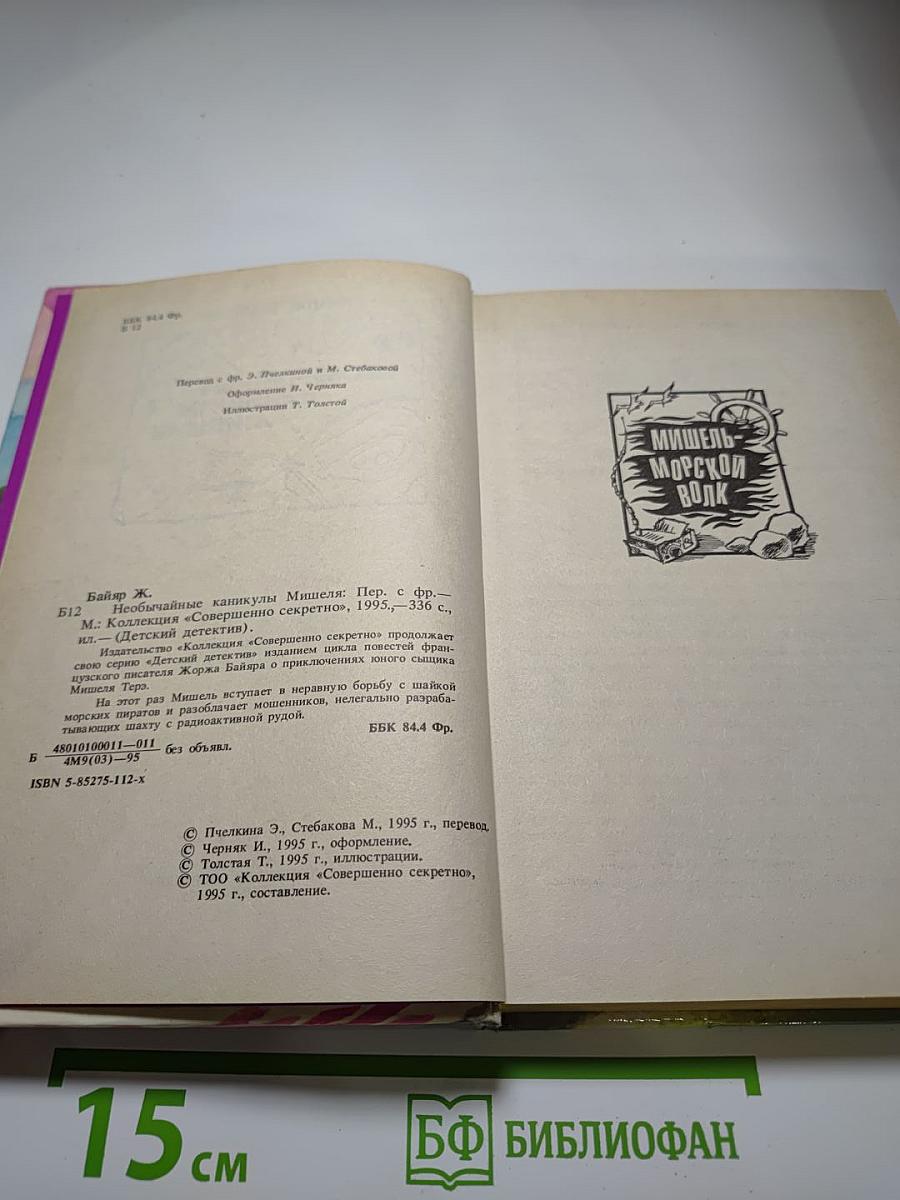 ББК 84.4 Фр.
Б 12
Перевод с фр. Э. Пчелкиной и М. Стебаковой
Оформление И. Черняка
Иллюстрации Т. Толстой
Байяр Ж.
Б12 Необычайные каникулы Мишеля: Пер. с фр.—
М.: Коллекция «Совершенно секретно», 1995,—336 с.,
ил.— (Детский детектив).
Издательство «Коллекция «Совершенно секретно» продолжает
свою серию «Детский детектив» изданием цикла повестей фран-
цузского писателя Жоржа Байяра о приключениях юного сыщика
Мишеля Терэ.
На этот раз Мишель вступает в неравную борьбу с шайкой
морских пиратов и разоблачает мошенников, нелегально разраба-
тывающих шахту с радиоактивной рудой.
ББК 84.4 Фр.
Б 48010100011—011 без объявл.
4М9(03)—95
ISBN 5-85275-112-х
© Пчелкина Э., Стебакова М., 1995 г., перевод.
© Черняк И., 1995 г., оформление.
© Толстая Т., 1995 г., иллюстрации.
© ТОО «Коллекция «Совершенно секретно»,
1995 г., составление.
МИШЕЛЬ-
МОРСКОЙ
ВОЛК
15 см
БФ БИБЛИОФАН